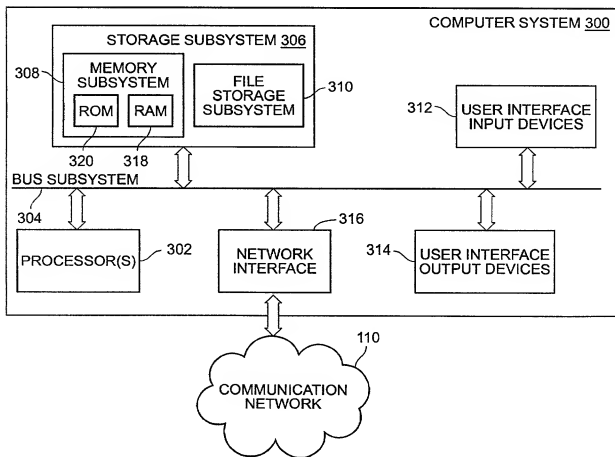 COMPUTER SYSTEM 300
STORAGE SUBSYSTEM 306
308
MEMORY
SUBSYSTEM
ROM
RAM
320
318
FILE
STORAGE
SUBSYSTEM
310
312
USER INTERFACE
INPUT DEVICES
BUS SUBSYSTEM
304
PROCESSOR(S)
302
NETWORK
INTERFACE
316
314
USER INTERFACE
OUTPUT DEVICES
110
COMMUNICATION
NETWORK